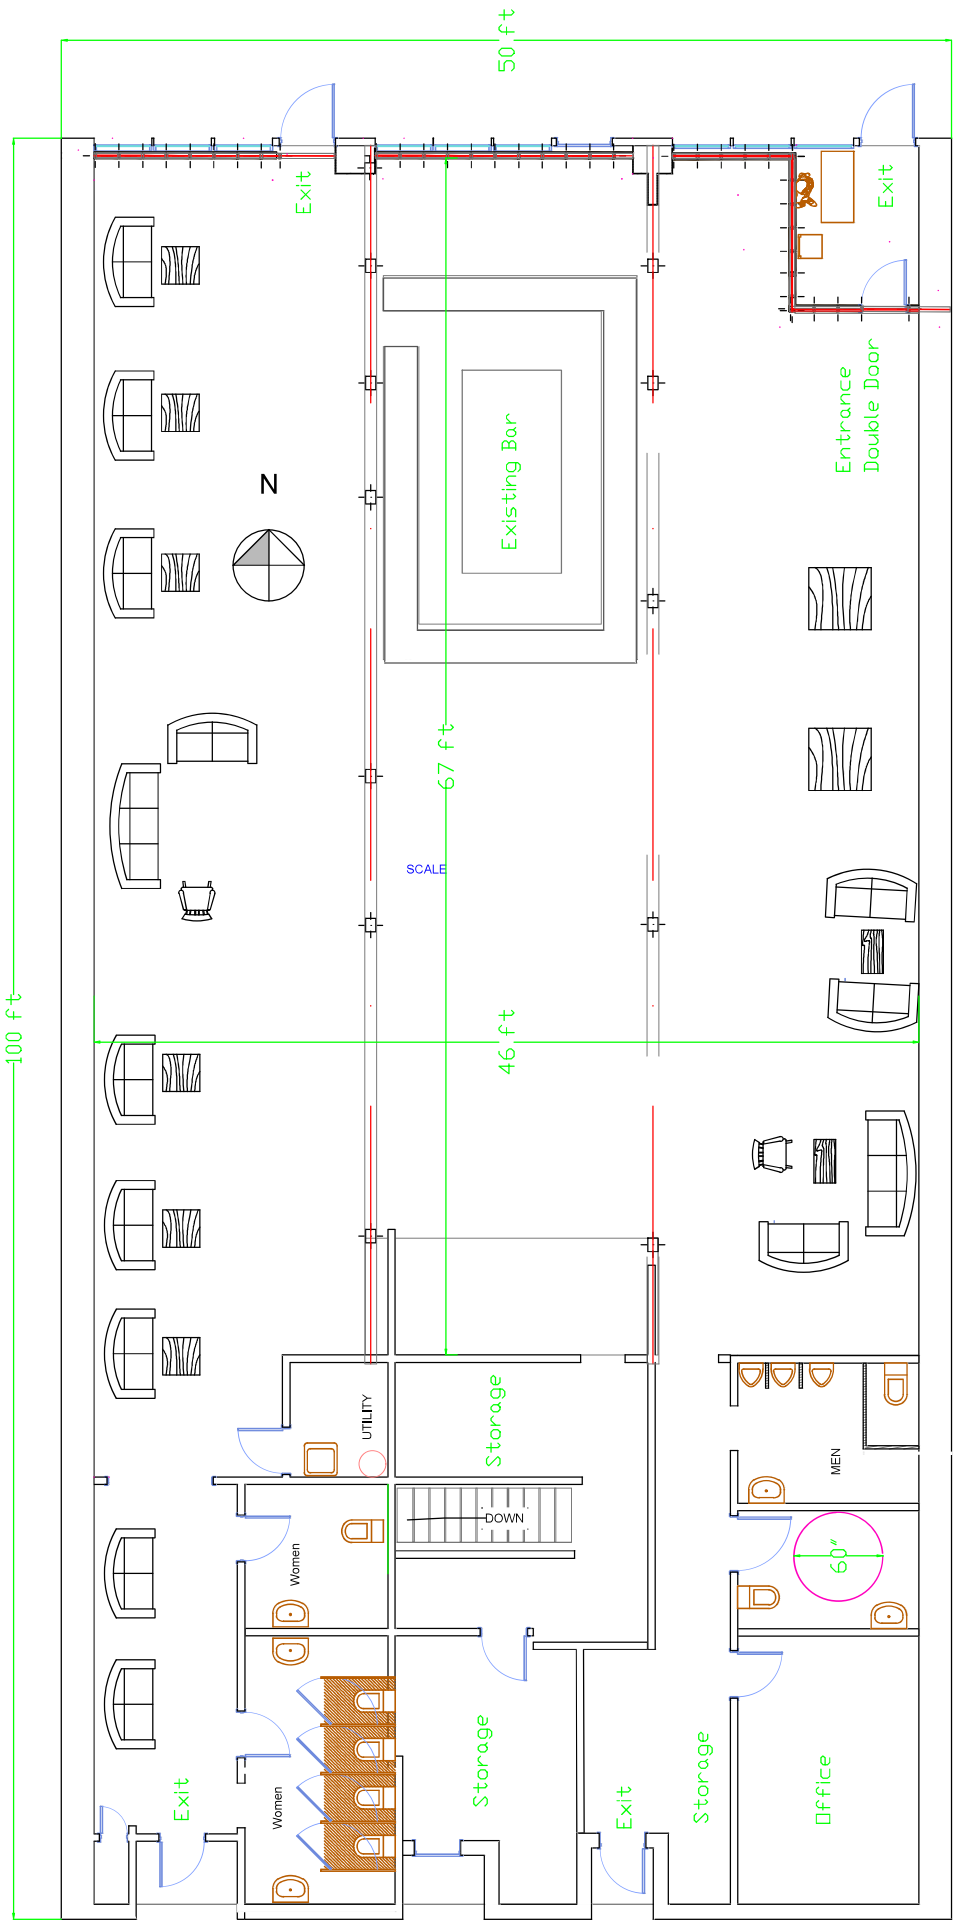 50 ft
Exit
Exit
Entrance
Double Door
Existing Bar
N
67 ft
SCALE
100 ft
46 ft
UTILITY
Storage
MEN
DOWN
Women
60"
Storage
Storage
Office
Women
Exit
Exit